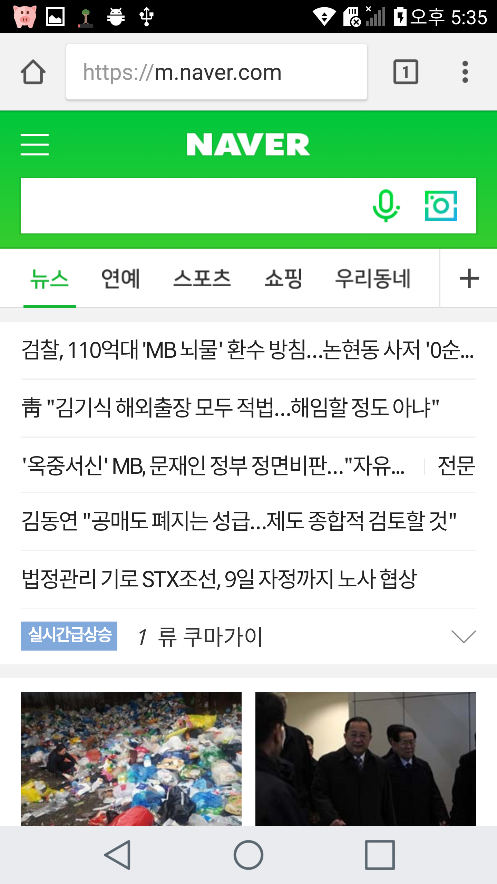 오후 5:35
https://m.naver.com
1
NAVER
뉴스 연예 스포츠 쇼핑 우리동네
검찰, 110억대 'MB 뇌물' 환수 방침...논현동 사저 '0순...
靑 "김기식 해외출장 모두 적법...해임할 정도 아냐"
'옥중서신' MB, 문재인 정부 정면비판..."자유... 전문
김동연 "공매도 폐지는 성급...제도 종합적 검토할 것"
법정관리 기로 STX조선, 9일 자정까지 노사 협상
실시간급상승 1 류 쿠마가이